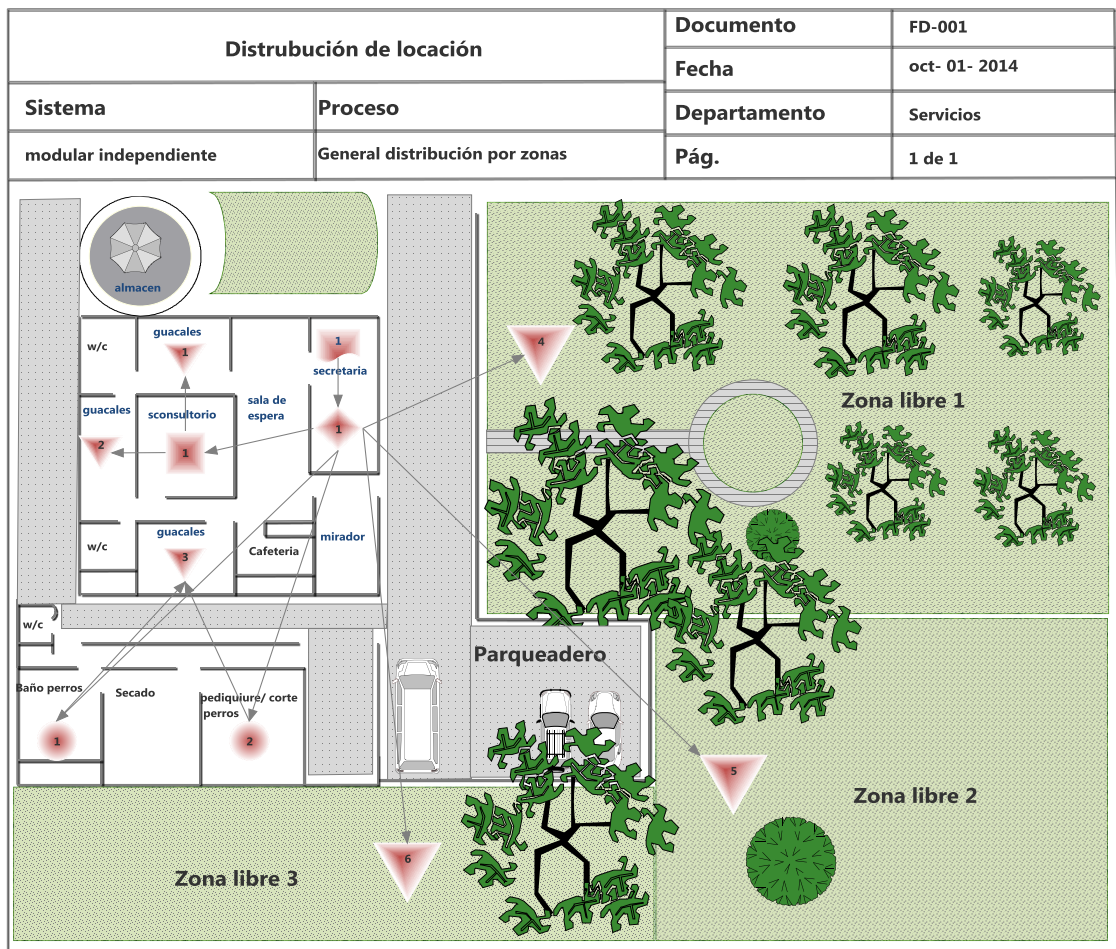 Distrubución de locación
Documento
FD-001
Fecha
oct- 01- 2014
Sistema
Proceso
Departamento
Servicios
modular independiente
General distribución por zonas
Pág.
1 de 1
almacen
w/c
guacales
1
1
secretaria
4
guacales
sconsultorio
sala de
espera
Zona libre 1
2
1
1
w/c
guacales
3
Cafeteria
mirador
w/c
Parqueadero
Baño perros
Secado
pediquiure/ corte
perros
1
2
5
Zona libre 2
6
Zona libre 3